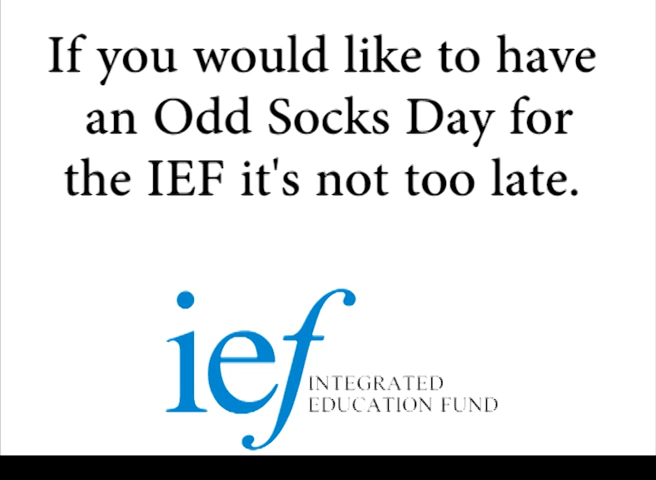 If you would like to have
an Odd Socks Day for
the IEF it's not too late.
ief
INTEGRATED
EDUCATION FUND